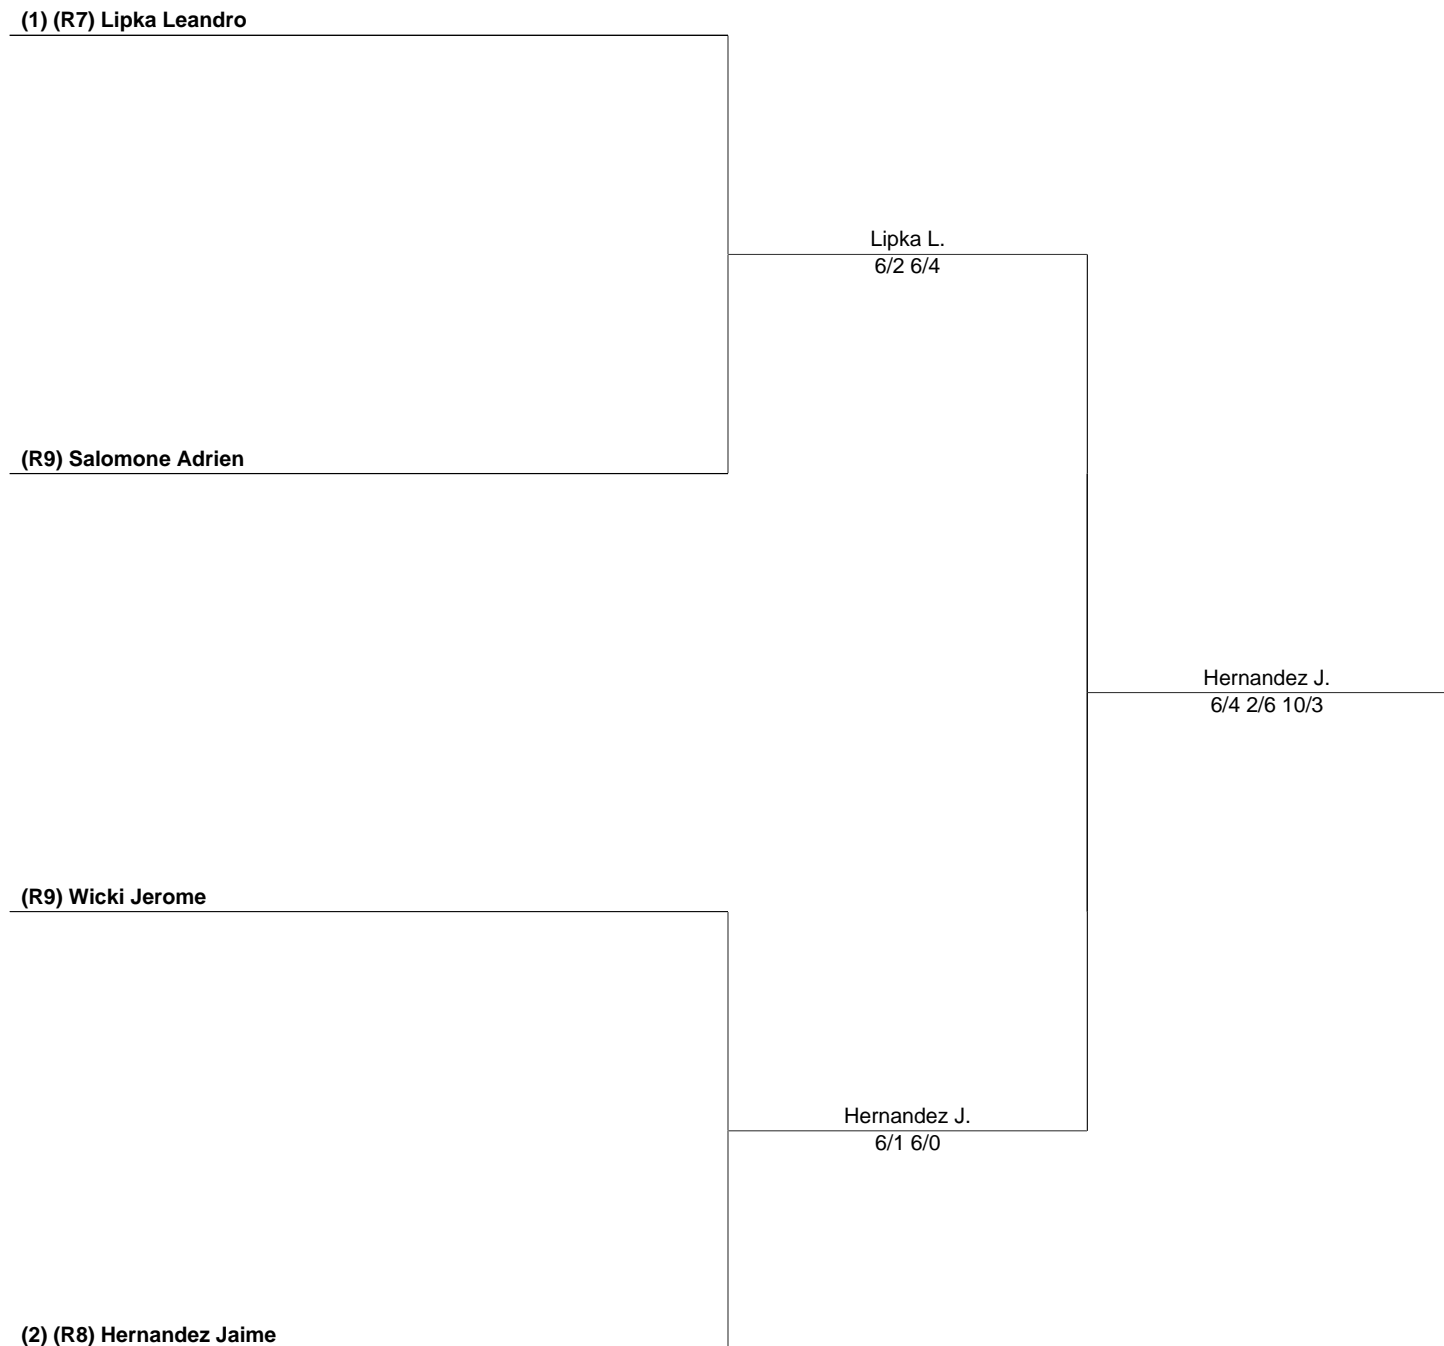 (1) (R7) Lipka Leandro
Lipka L.
6/2 6/4
(R9) Salomone Adrien
Hernandez J.
6/4 2/6 10/3
(R9) Wicki Jerome
Hernandez J.
6/1 6/0
(2) (R8) Hernandez Jaime